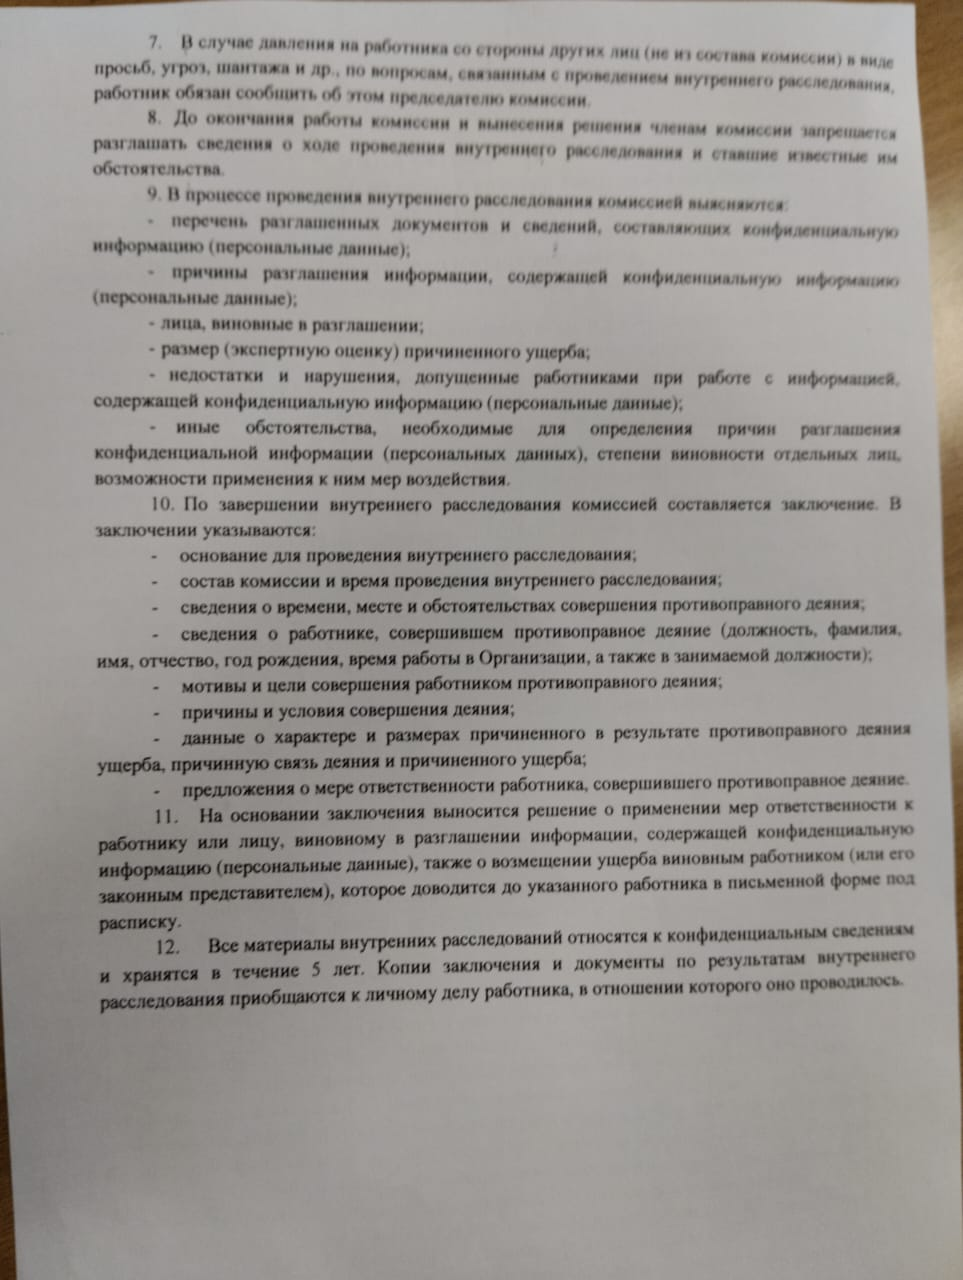 7. В случае давления на работника со стороны других лиц (не из состава комиссии) в виде
просьб, угроз, шантажа и др., по вопросам, связанным с проведением внутреннего расследования,
работник обязан сообщить об этом председателю комиссии.
8. До окончания работы комиссии и вынесения решения членам комиссии запрещается
разглашать сведения о ходе проведения внутреннего расследования и ставшие известные им
обстоятельства.
9. В процессе проведения внутреннего расследования комиссией выясняются:
- перечень разглашенных документов и сведений, составляющих конфиденциальную
информацию (персональные данные);
- причины разглашения информации, содержащей конфиденциальную информацию
(персональные данные);
- лица, виновные в разглашении;
- размер (экспертную оценку) причиненного ущерба;
- недостатки и нарушения, допущенные работниками при работе с информацией,
содержащей конфиденциальную информацию (персональные данные);
- иные обстоятельства, необходимые для определения причин разглашения
конфиденциальной информации (персональных данных), степени виновности отдельных лиц,
возможности применения к ним мер воздействия.
10. По завершении внутреннего расследования комиссией составляется заключение. В
заключении указываются:
- основание для проведения внутреннего расследования;
- состав комиссии и время проведения внутреннего расследования;
- сведения о времени, месте и обстоятельствах совершения противоправного деяния;
- сведения о работнике, совершившем противоправное деяние (должность, фамилия,
имя, отчество, год рождения, время работы в Организации, а также в занимаемой должности);
- мотивы и цели совершения работником противоправного деяния;
- причины и условия совершения деяния;
- данные о характере и размерах причиненного в результате противоправного деяния
ущерба, причинную связь деяния и причиненного ущерба;
- предложения о мере ответственности работника, совершившего противоправное деяние.
11. На основании заключения выносится решение о применении мер ответственности к
работнику или лицу, виновному в разглашении информации, содержащей конфиденциальную
информацию (персональные данные), также о возмещении ущерба виновным работником (или его
законным представителем), которое доводится до указанного работника в письменной форме под
расписку.
12. Все материалы внутренних расследований относятся к конфиденциальным сведениям
и хранятся в течение 5 лет. Копии заключения и документы по результатам внутреннего
расследования приобщаются к личному делу работника, в отношении которого оно проводилось.